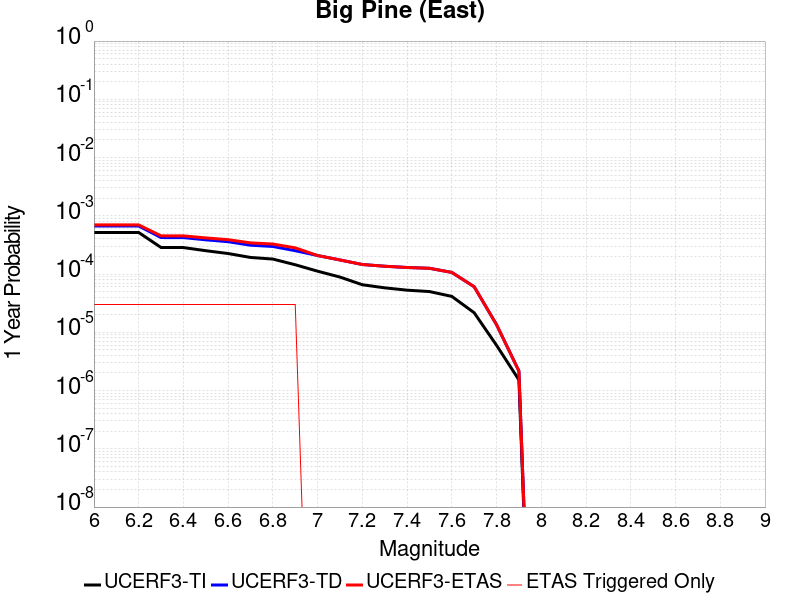 Big Pine (East)
10^0
10^-1
10^-2
10^-3
10^-4
10^-5
10^-6
10^-7
10^-8
1 Year Probability
6 6.2 6.4 6.6 6.8 7 7.2 7.4 7.6 7.8 8 8.2 8.4 8.6 8.8 9
Magnitude
UCERF3-TI UCERF3-TD UCERF3-ETAS ETAS Triggered Only